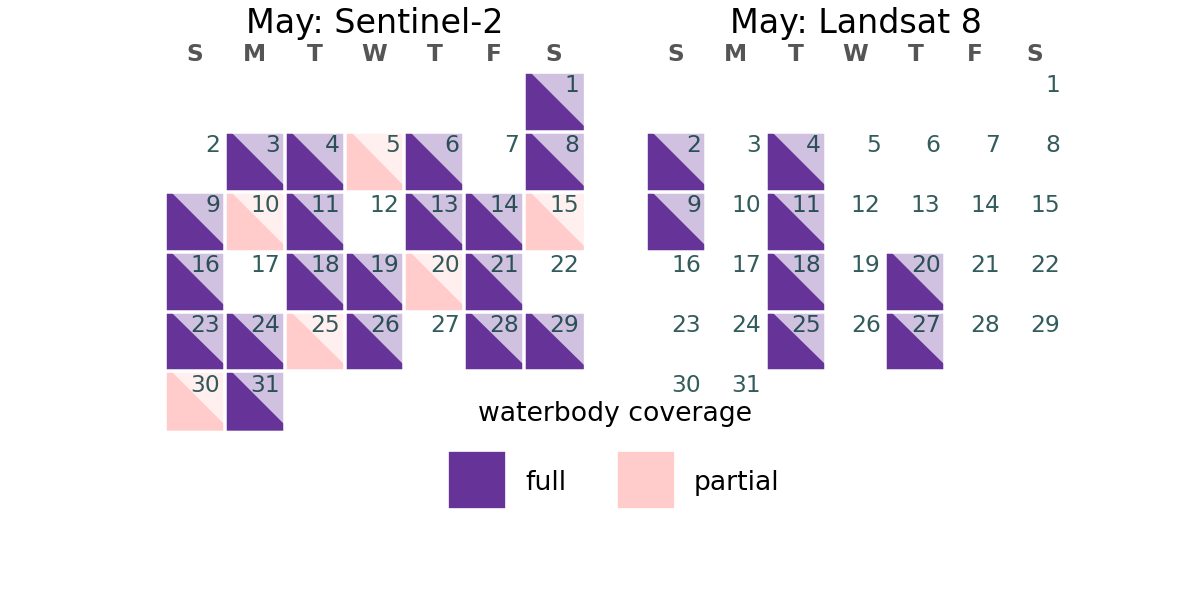 May: Sentinel-2
S M T W T F S
1
2 3 4 5 6 7 8
9 10 11 12 13 14 15
16 17 18 19 20 21 22
23 24 25 26 27 28 29
30 31
May: Landsat 8
S M T W T F S
1
2 3 4 5 6 7 8
9 10 11 12 13 14 15
16 17 18 19 20 21 22
23 24 25 26 27 28 29
30 31
waterbody coverage
full partial